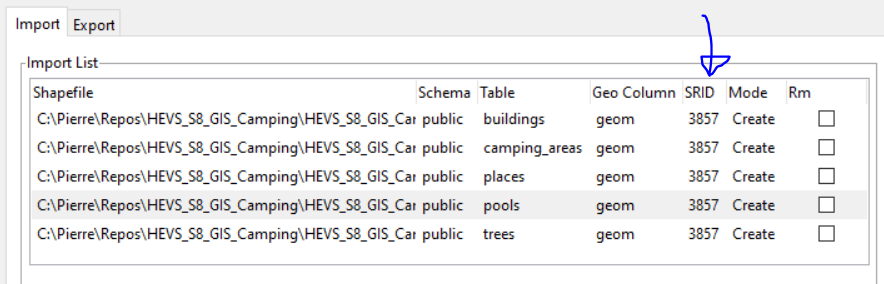 Import Export
Import List
Shapefile Schema Table Geo Column SRID Mode Rm
C:\Pierre\Repos\HEVS_S8_GIS_Camping\HEVS_S8_GIS_Car public buildings geom 3857 Create
C:\Pierre\Repos\HEVS_S8_GIS_Camping\HEVS_S8_GIS_Car public camping_areas geom 3857 Create
C:\Pierre\Repos\HEVS_S8_GIS_Camping\HEVS_S8_GIS_Car public places geom 3857 Create
C:\Pierre\Repos\HEVS_S8_GIS_Camping\HEVS_S8_GIS_Car public pools geom 3857 Create
C:\Pierre\Repos\HEVS_S8_GIS_Camping\HEVS_S8_GIS_Car public trees geom 3857 Create